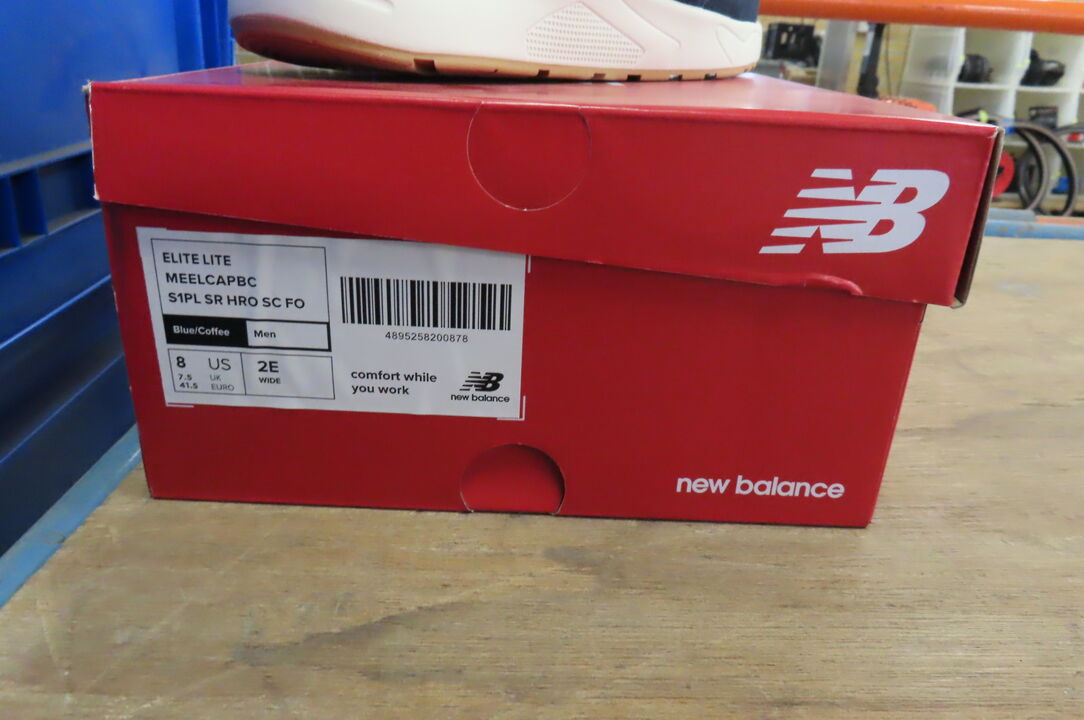 NB
ELITE LITE
MEELCAPBC
S1PL SR HRO SC FO
Blue/Coffee Men
8 US 2E
7.5 UK WIDE
41.5 EURO
4895258200878
comfort while
you work
NB
new balance
new balance